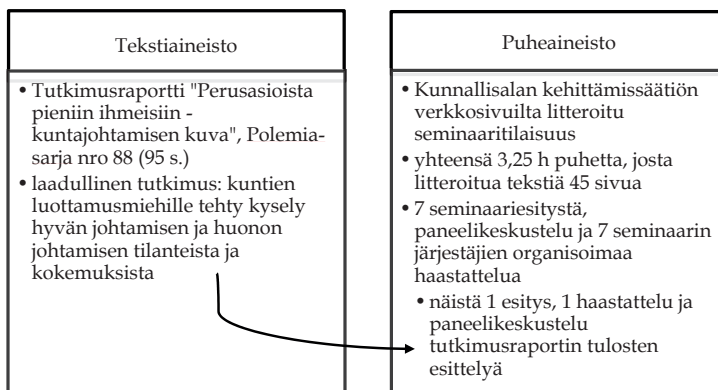 Tekstiaineisto
• Tutkimusraportti "Perusasioista
pieniin ihmeisiin -
kuntajohtamisen kuva", Polemia-
sarja nro 88 (95 s.)
• laadullinen tutkimus: kuntien
luottamusmiehille tehty kysely
hyvän johtamisen ja huonon
johtamisen tilanteista ja
kokemuksista
Puheaineisto
• Kunnallisalan kehittämissäätiön
verkkosivuilta litteroitu
seminaaritilaisuus
• yhteensä 3,25 h puhetta, josta
litteroitua tekstiä 45 sivua
• 7 seminaariesitystä,
paneelikeskustelu ja 7 seminaarin
järjestäjien organisoimaa
haastattelua
• näistä 1 esitys, 1 haastattelu ja
paneelikeskustelu
tutkimusraportin tulosten
esittelyä